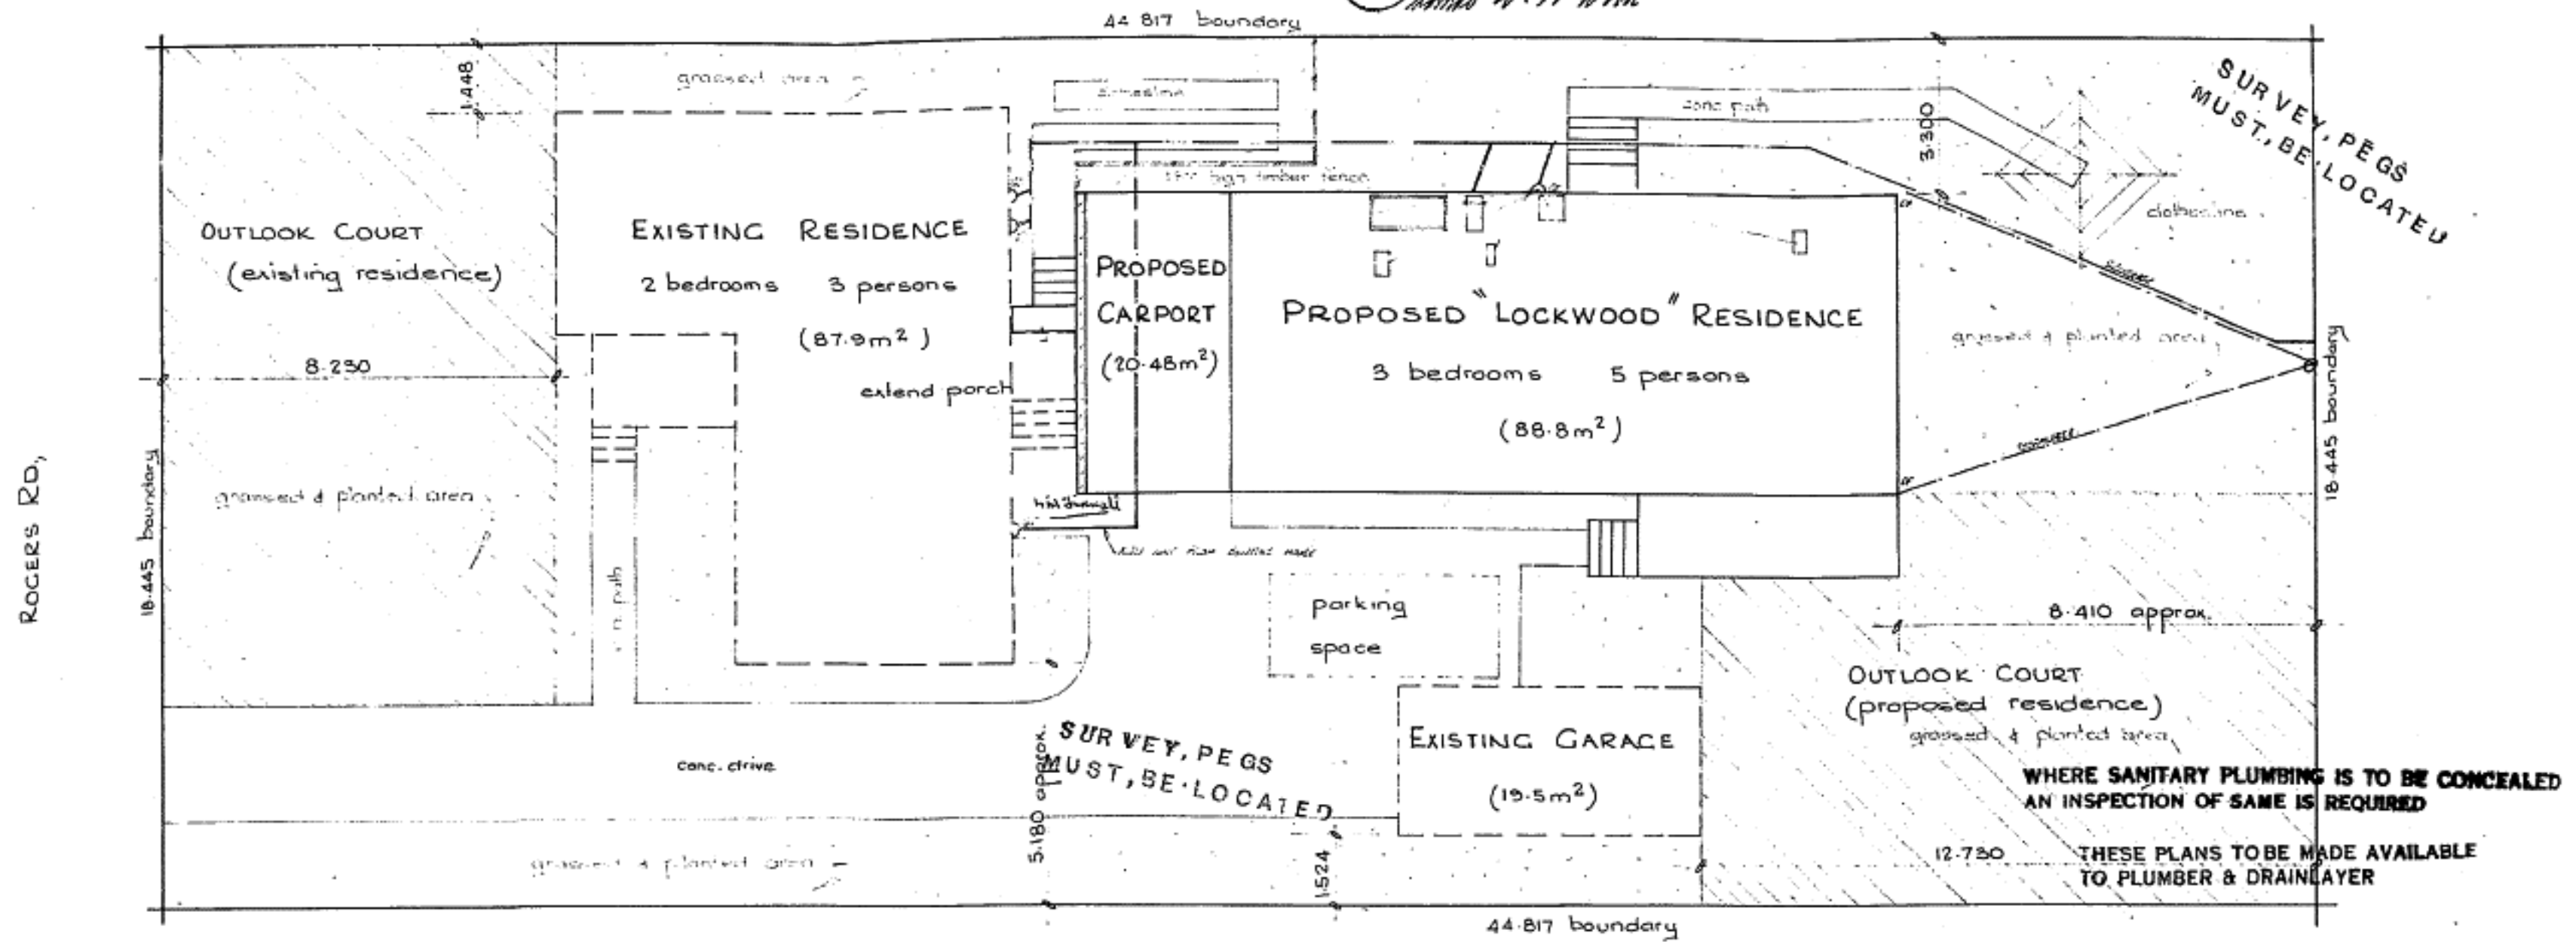 44.817 boundary
1.448
grassed area
conc path
3.300
SURVEY, PEGS
MUST, BE·LOCATED
high timber fence
clothesline
OUTLOOK COURT
(existing residence)
8.230
grassed & planted area
18.445 boundary
ROGERS RD,
EXISTING RESIDENCE
2 bedrooms 3 persons
(87.9m²)
extend porch
path
PROPOSED
CARPORT
(20.48m²)
PROPOSED "LOCKWOOD" RESIDENCE
3 bedrooms 5 persons
(88.8m²)
grassed & planted area
18.445 boundary
parking
space
8.410 approx.
OUTLOOK COURT
(proposed residence)
grassed & planted area
conc. drive
5.180 approx.
SURVEY, PEGS
MUST, BE·LOCATED
EXISTING GARAGE
(19.5m²)
WHERE SANITARY PLUMBING IS TO BE CONCEALED
AN INSPECTION OF SAME IS REQUIRED
grassed & planted area
1.524
12.730
THESE PLANS TO BE MADE AVAILABLE
TO PLUMBER & DRAINLAYER
44.817 boundary